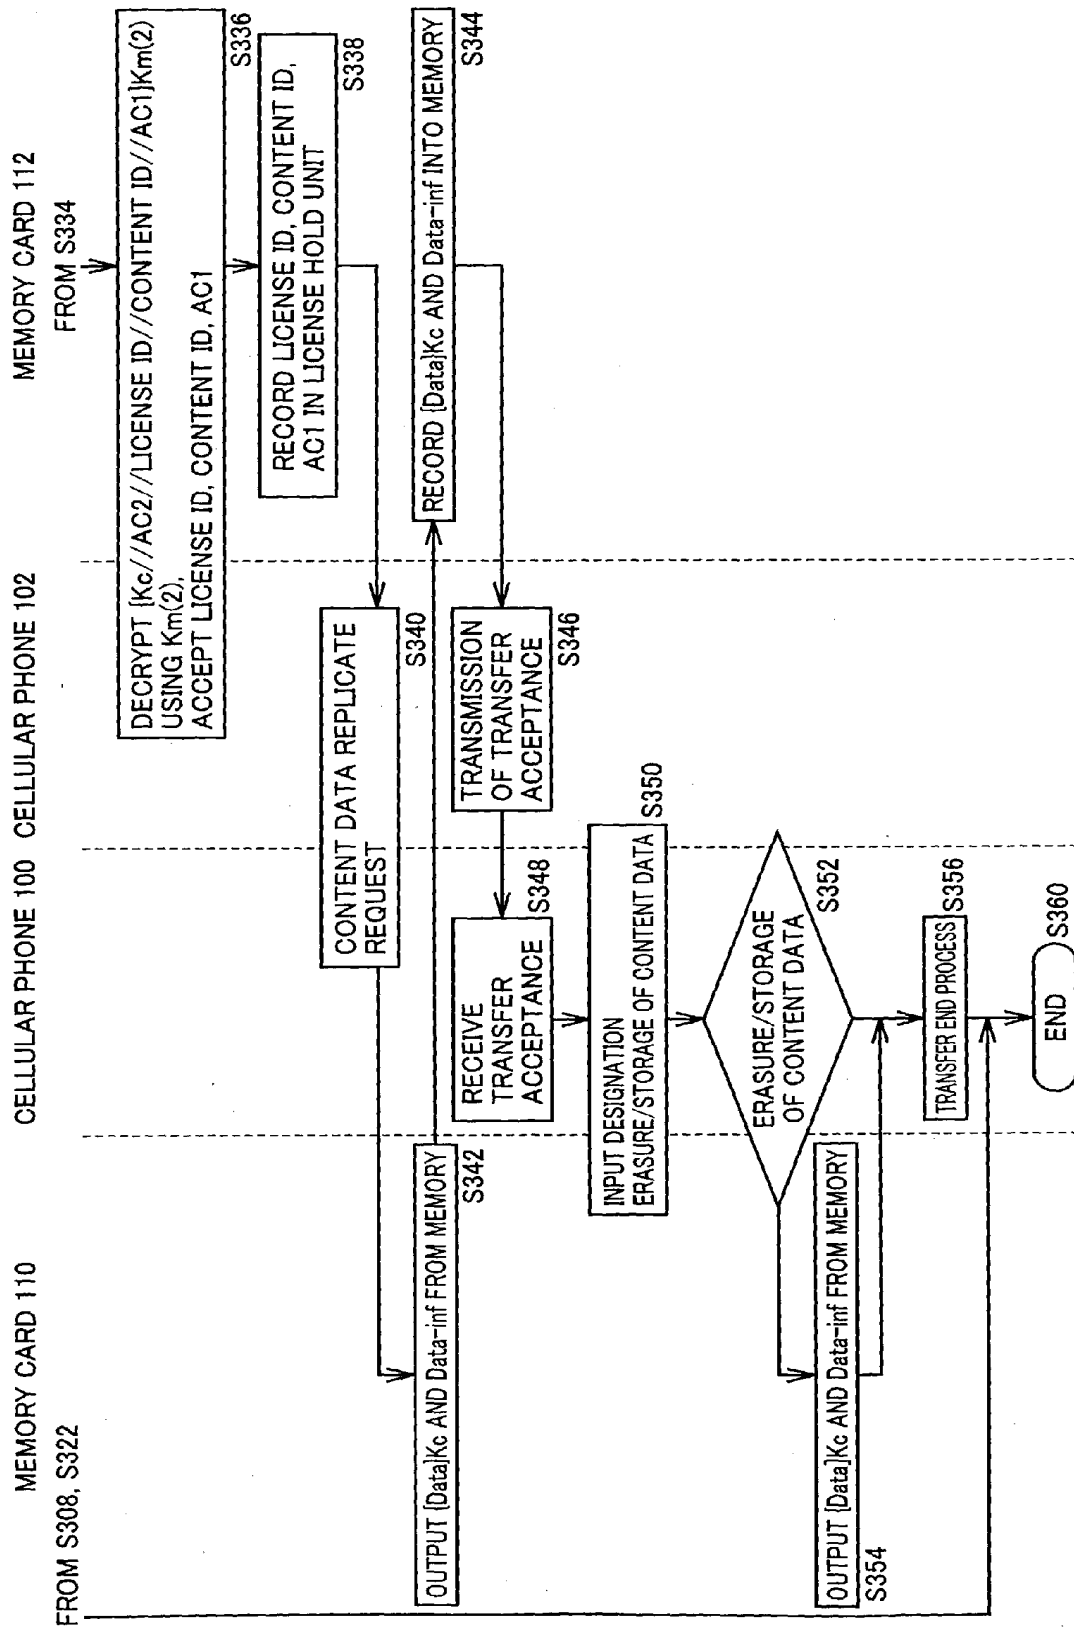 MEMORY CARD 110
CELLULAR PHONE 100
CELLULAR PHONE 102
MEMORY CARD 112
FROM S308, S322
FROM S334
DECRYPT {Kc//AC2//LICENSE ID//CONTENT ID//AC1}Km(2)
USING Km(2),
ACCEPT LICENSE ID, CONTENT ID, AC1
S336
RECORD LICENSE ID, CONTENT ID,
AC1 IN LICENSE HOLD UNIT
S338
CONTENT DATA REPLICATE
REQUEST
S340
OUTPUT {Data}Kc AND Data-inf FROM MEMORY
S342
RECORD {Data}Kc AND Data-inf INTO MEMORY
S344
TRANSMISSION
OF TRANSFER
ACCEPTANCE
S346
RECEIVE
TRANSFER
ACCEPTANCE
S348
INPUT DESIGNATION
ERASURE/STORAGE OF CONTENT DATA
S350
ERASURE/STORAGE
OF CONTENT DATA
S352
OUTPUT {Data}Kc AND Data-inf FROM MEMORY
S354
TRANSFER END PROCESS
S356
END
S360